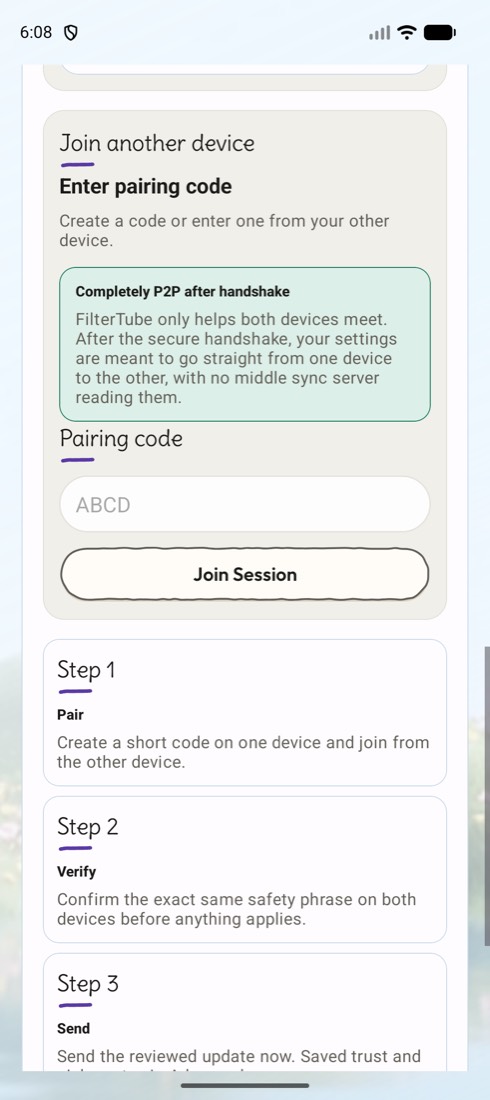 6:08
Join another device
Enter pairing code
Create a code or enter one from your other
device.
Completely P2P after handshake
FilterTube only helps both devices meet.
After the secure handshake, your settings
are meant to go straight from one device
to the other, with no middle sync server
reading them.
Pairing code
ABCD
Join Session
Step 1
Pair
Create a short code on one device and join from
the other device.
Step 2
Verify
Confirm the exact same safety phrase on both
devices before anything applies.
Step 3
Send
Send the reviewed update now. Saved trust and